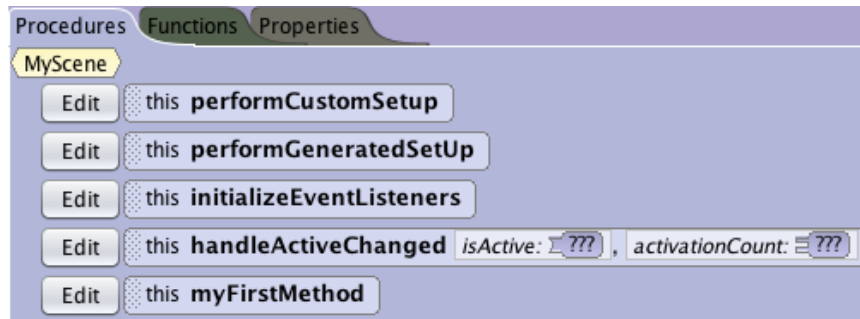 Procedures Functions Properties
MyScene
Edit this performCustomSetup
Edit this performGeneratedSetUp
Edit this initializeEventListeners
Edit this handleActiveChanged isActive: ??? , activationCount: ???
Edit this myFirstMethod